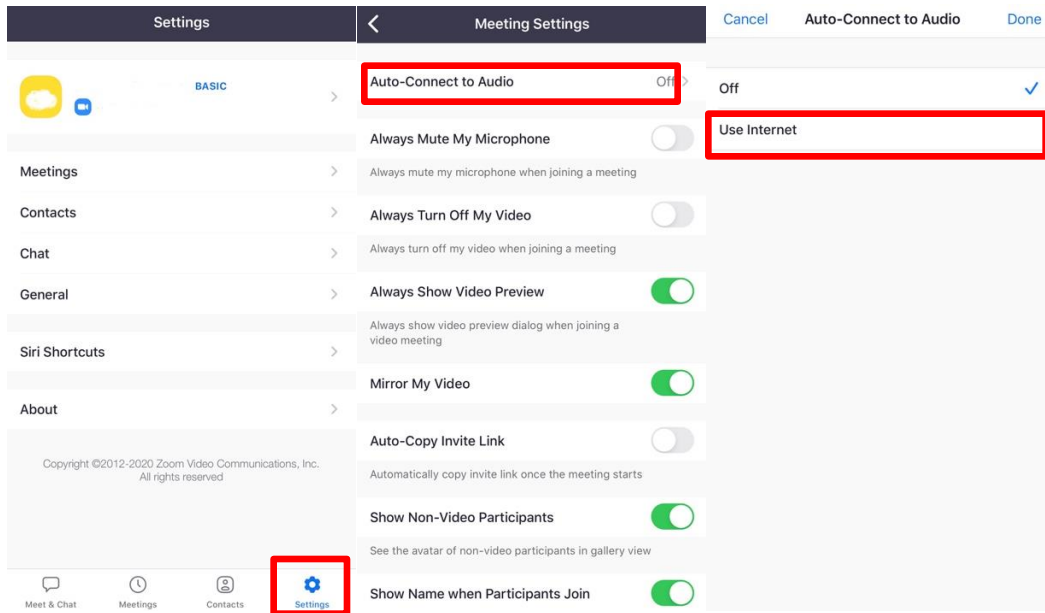 Settings
BASIC
Meetings
Contacts
Chat
General
Siri Shortcuts
About
Copyright ©2012-2020 Zoom Video Communications, Inc.
All rights reserved
Meet & Chat
Meetings
Contacts
Settings
Meeting Settings
Auto-Connect to Audio
Off
Always Mute My Microphone
Always mute my microphone when joining a meeting
Always Turn Off My Video
Always turn off my video when joining a meeting
Always Show Video Preview
Always show video preview dialog when joining a
video meeting
Mirror My Video
Auto-Copy Invite Link
Automatically copy invite link once the meeting starts
Show Non-Video Participants
See the avatar of non-video participants in gallery view
Show Name when Participants Join
Cancel
Auto-Connect to Audio
Done
Off
Use Internet